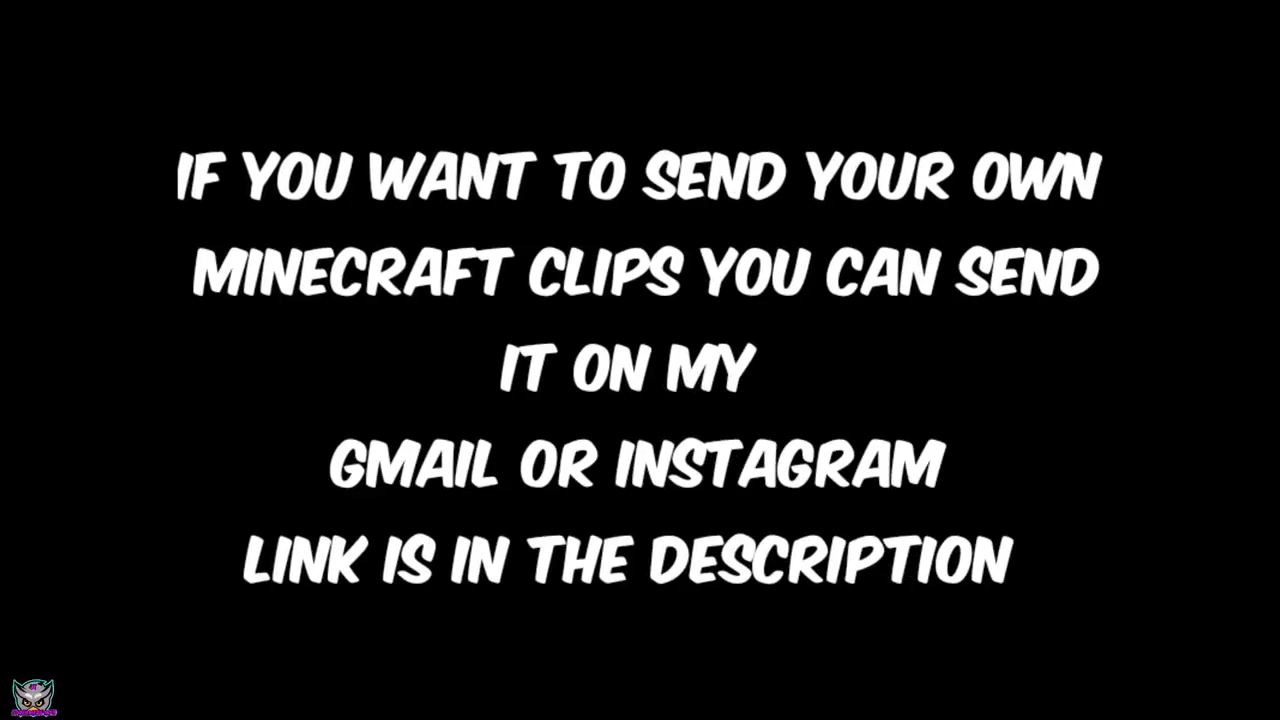 IF YOU WANT TO SEND YOUR OWN
MINECRAFT CLIPS YOU CAN SEND
IT ON MY
GMAIL OR INSTAGRAM
LINK IS IN THE DESCRIPTION